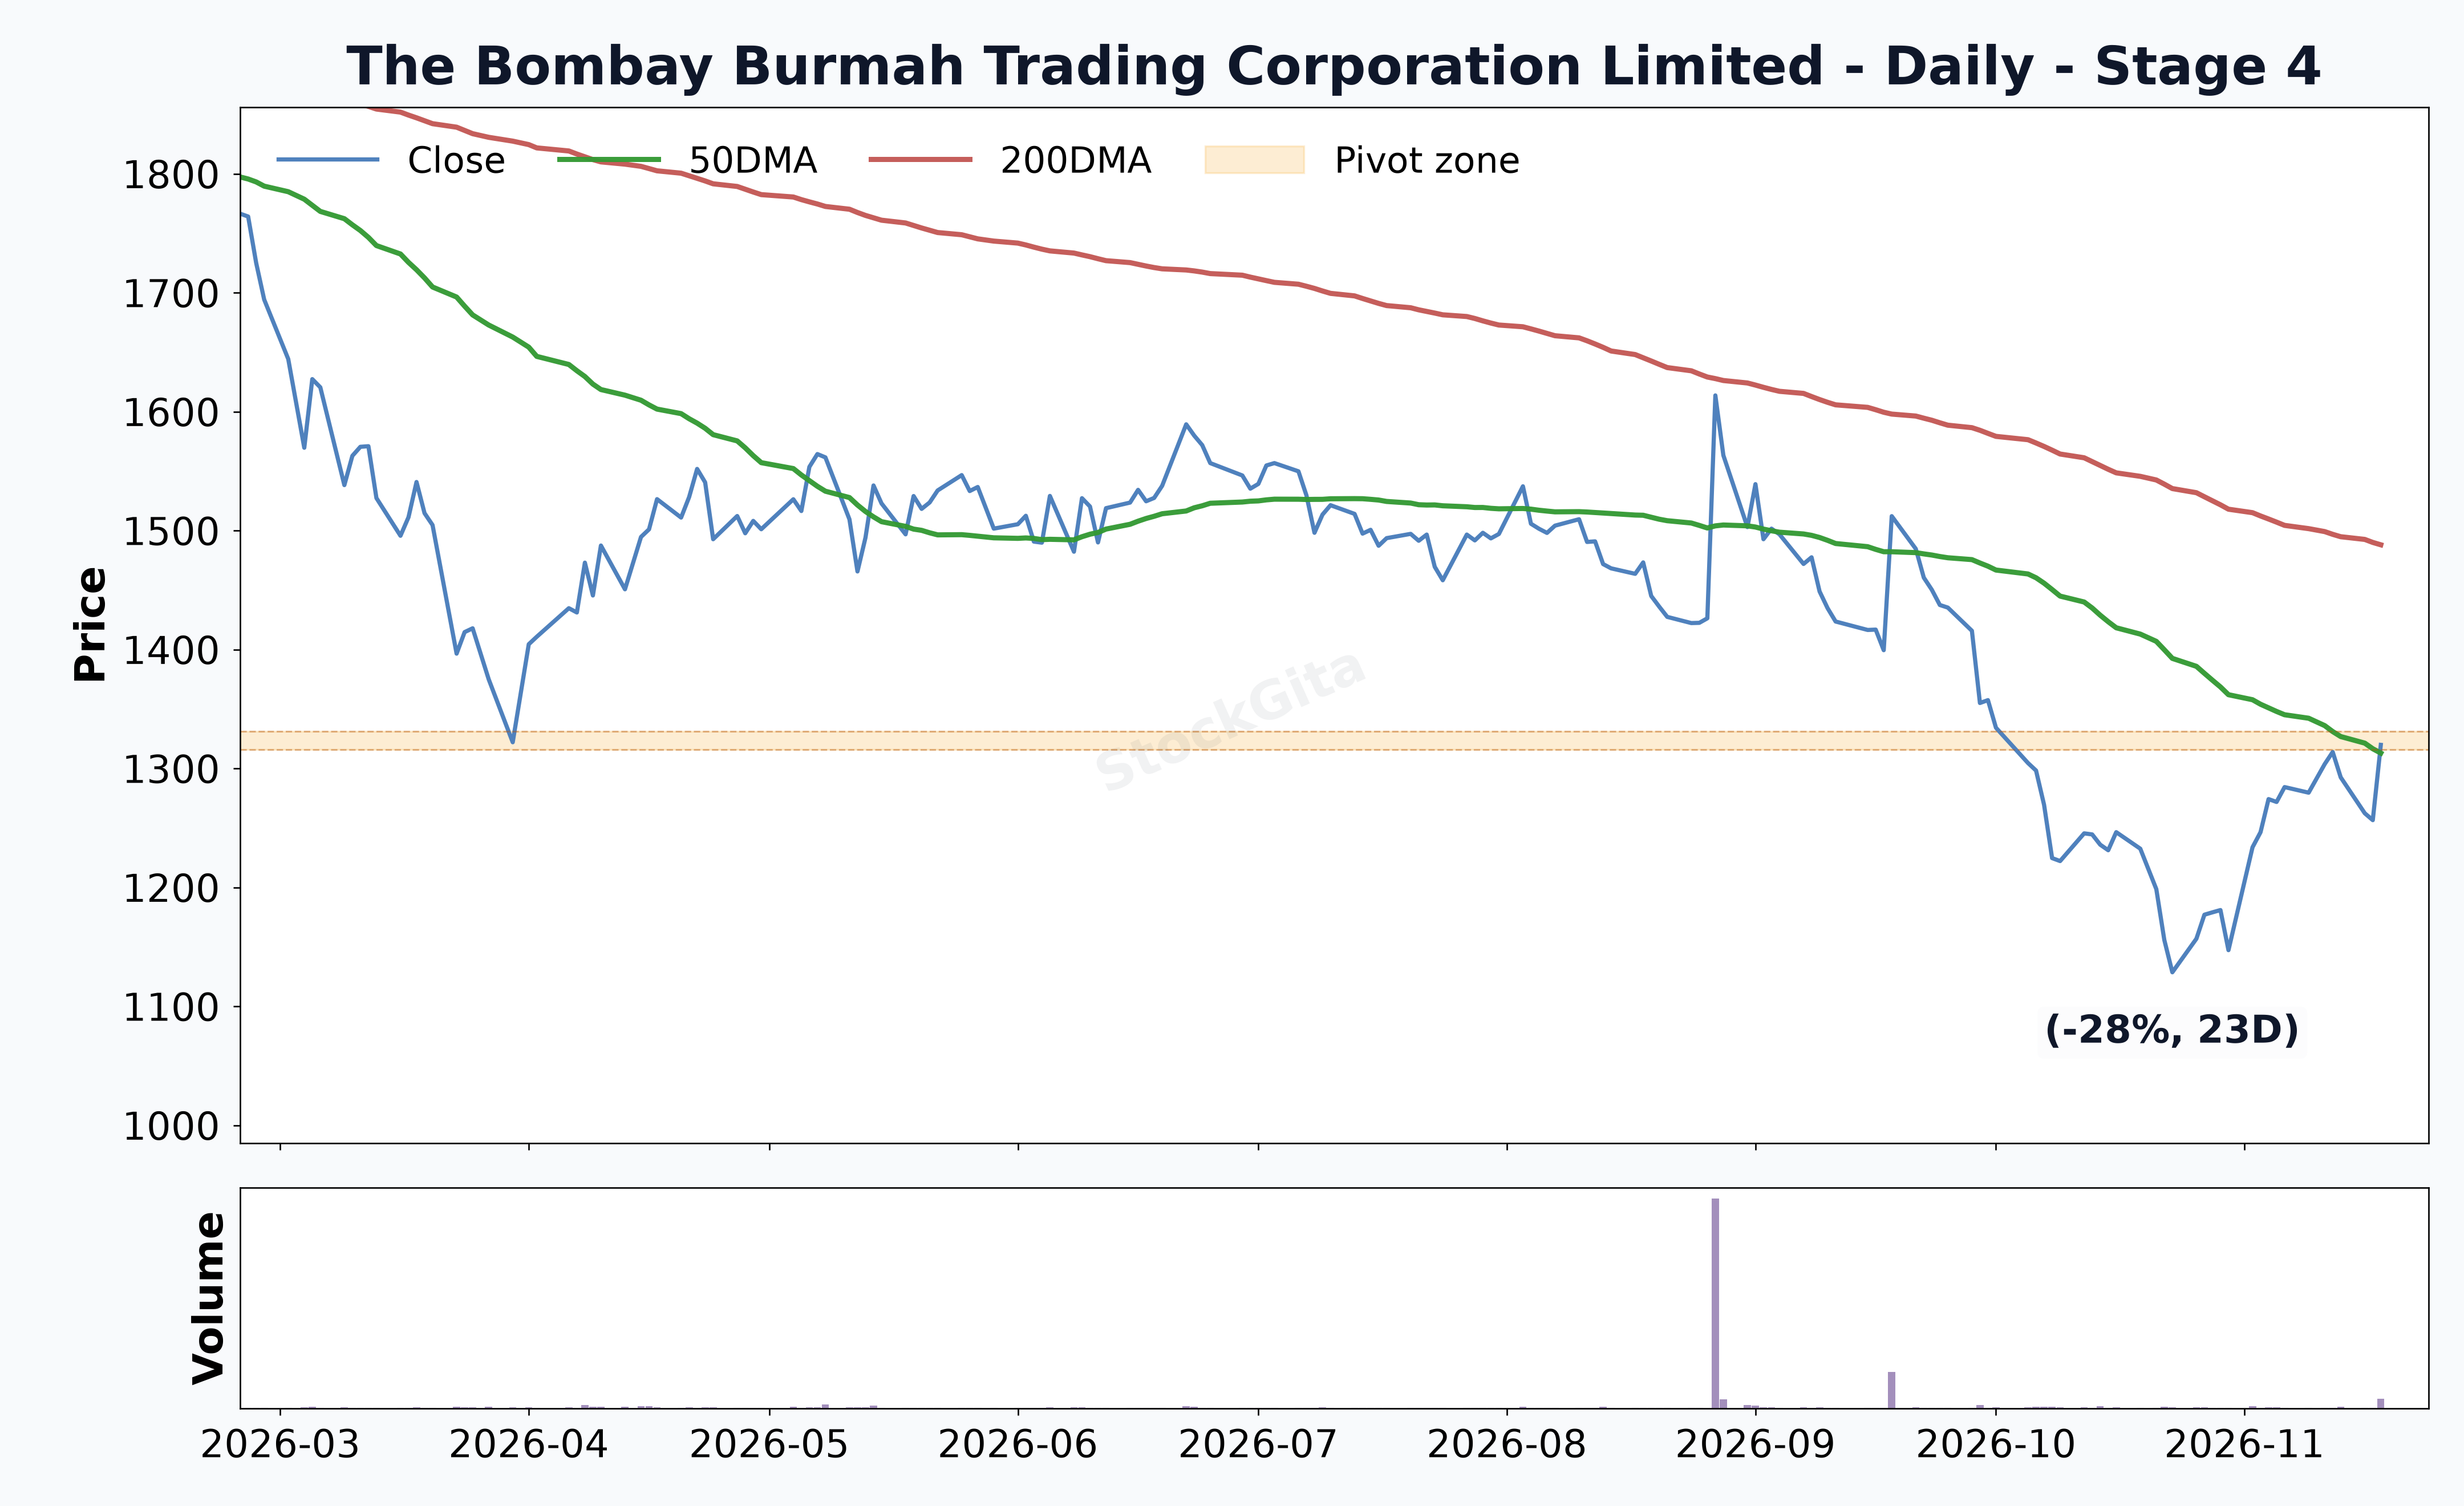 The Bombay Burmah Trading Corporation Limited - Daily - Stage 4
Close 50DMA 200DMA Pivot zone
1800
1700
1600
1500
1400
1300
1200
1100
1000
Price
StockGita
(-28%, 23D)
Volume
2026-03 2026-04 2026-05 2026-06 2026-07 2026-08 2026-09 2026-10 2026-11